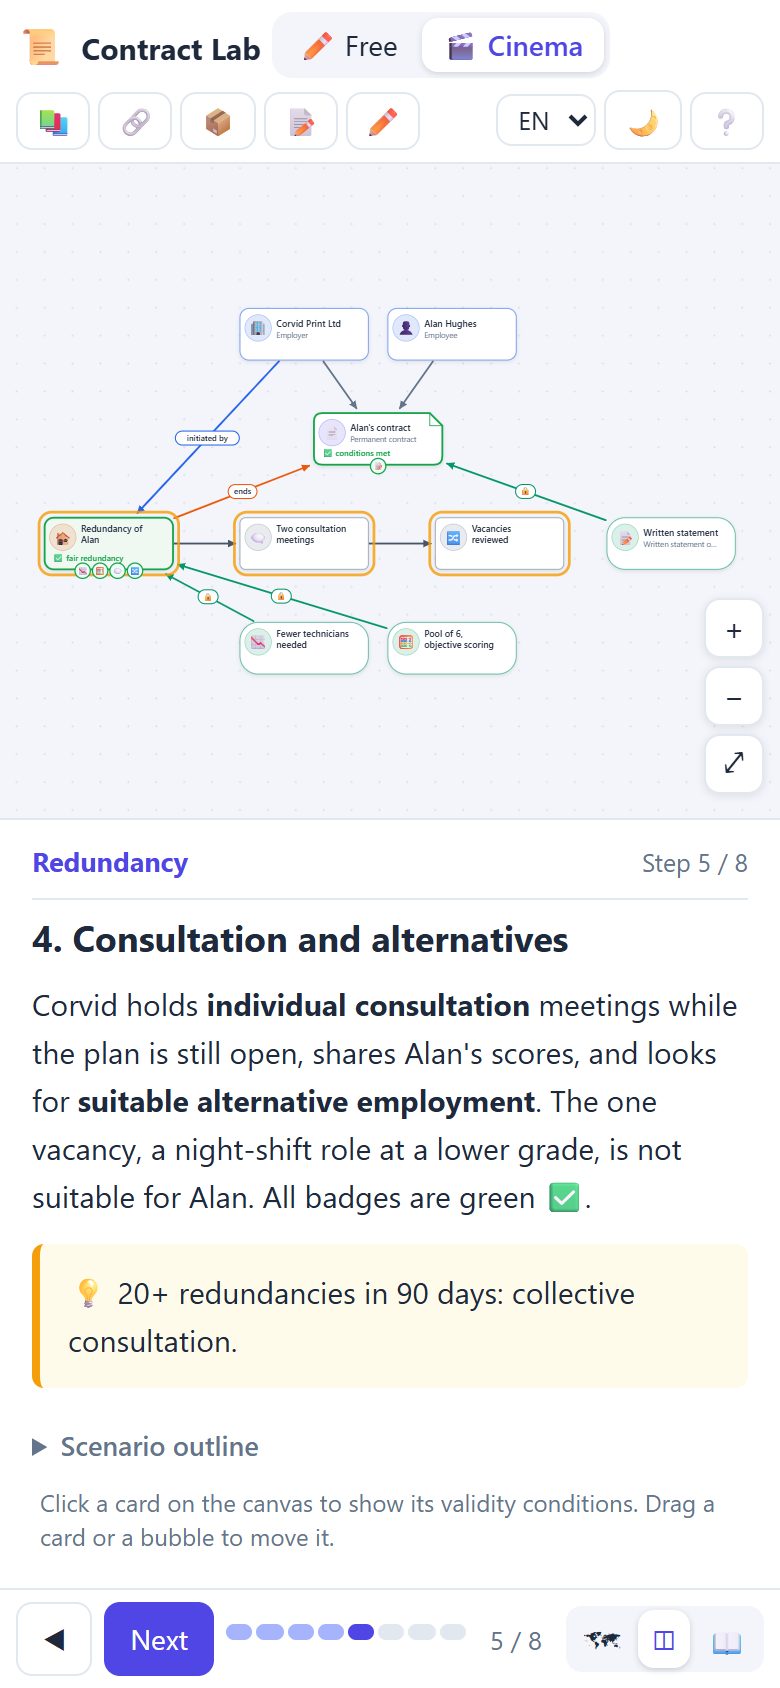 Contract Lab
Free
Cinema
EN
Corvid Print Ltd
Employer
Alan Hughes
Employee
initiated by
Alan's contract
Permanent contract
conditions met
ends
Redundancy of
Alan
fair redundancy
Two consultation
meetings
Vacancies
reviewed
Written statement
Written statement o...
Fewer technicians
needed
Pool of 6,
objective scoring
+
−
Redundancy
Step 5 / 8
4. Consultation and alternatives
Corvid holds individual consultation meetings while
the plan is still open, shares Alan's scores, and looks
for suitable alternative employment. The one
vacancy, a night-shift role at a lower grade, is not
suitable for Alan. All badges are green ✅.
💡 20+ redundancies in 90 days: collective
consultation.
Scenario outline
Click a card on the canvas to show its validity conditions. Drag a
card or a bubble to move it.
Next
5 / 8